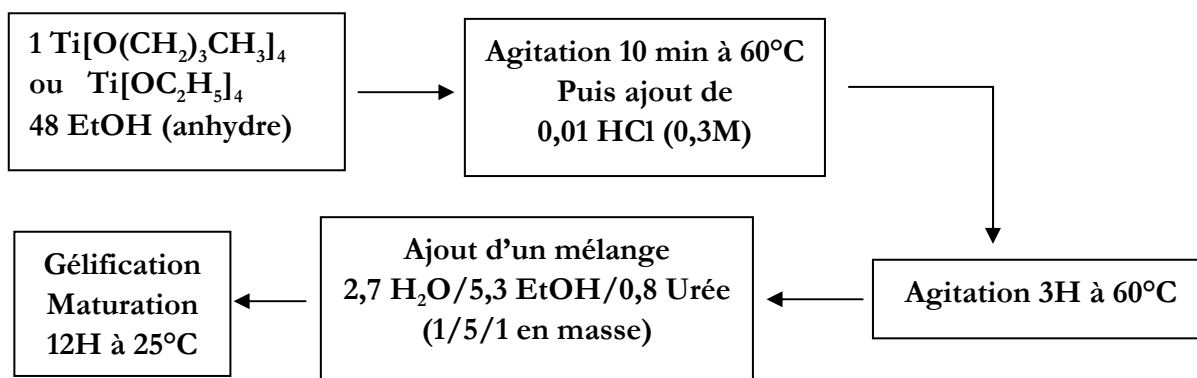 1 Ti[O(CH₂)₃CH₃]₄
ou Ti[OC₂H₅]₄
48 EtOH (anhydre)
Agitation 10 min à 60°C
Puis ajout de
0,01 HCl (0,3M)
Agitation 3H à 60°C
Ajout d’un mélange
2,7 H₂O/5,3 EtOH/0,8 Urée
(1/5/1 en masse)
Gélification
Maturation
12H à 25°C